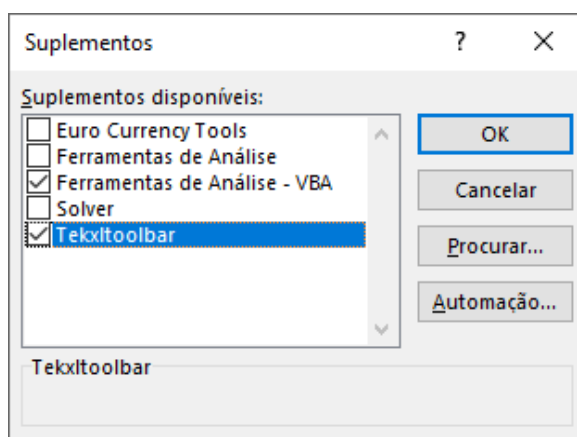 Suplementos
Suplementos disponíveis:
Euro Currency Tools
Ferramentas de Análise
Ferramentas de Análise - VBA
Solver
Tekxltoolbar
OK
Cancelar
Procurar...
Automação...
Tekxltoolbar